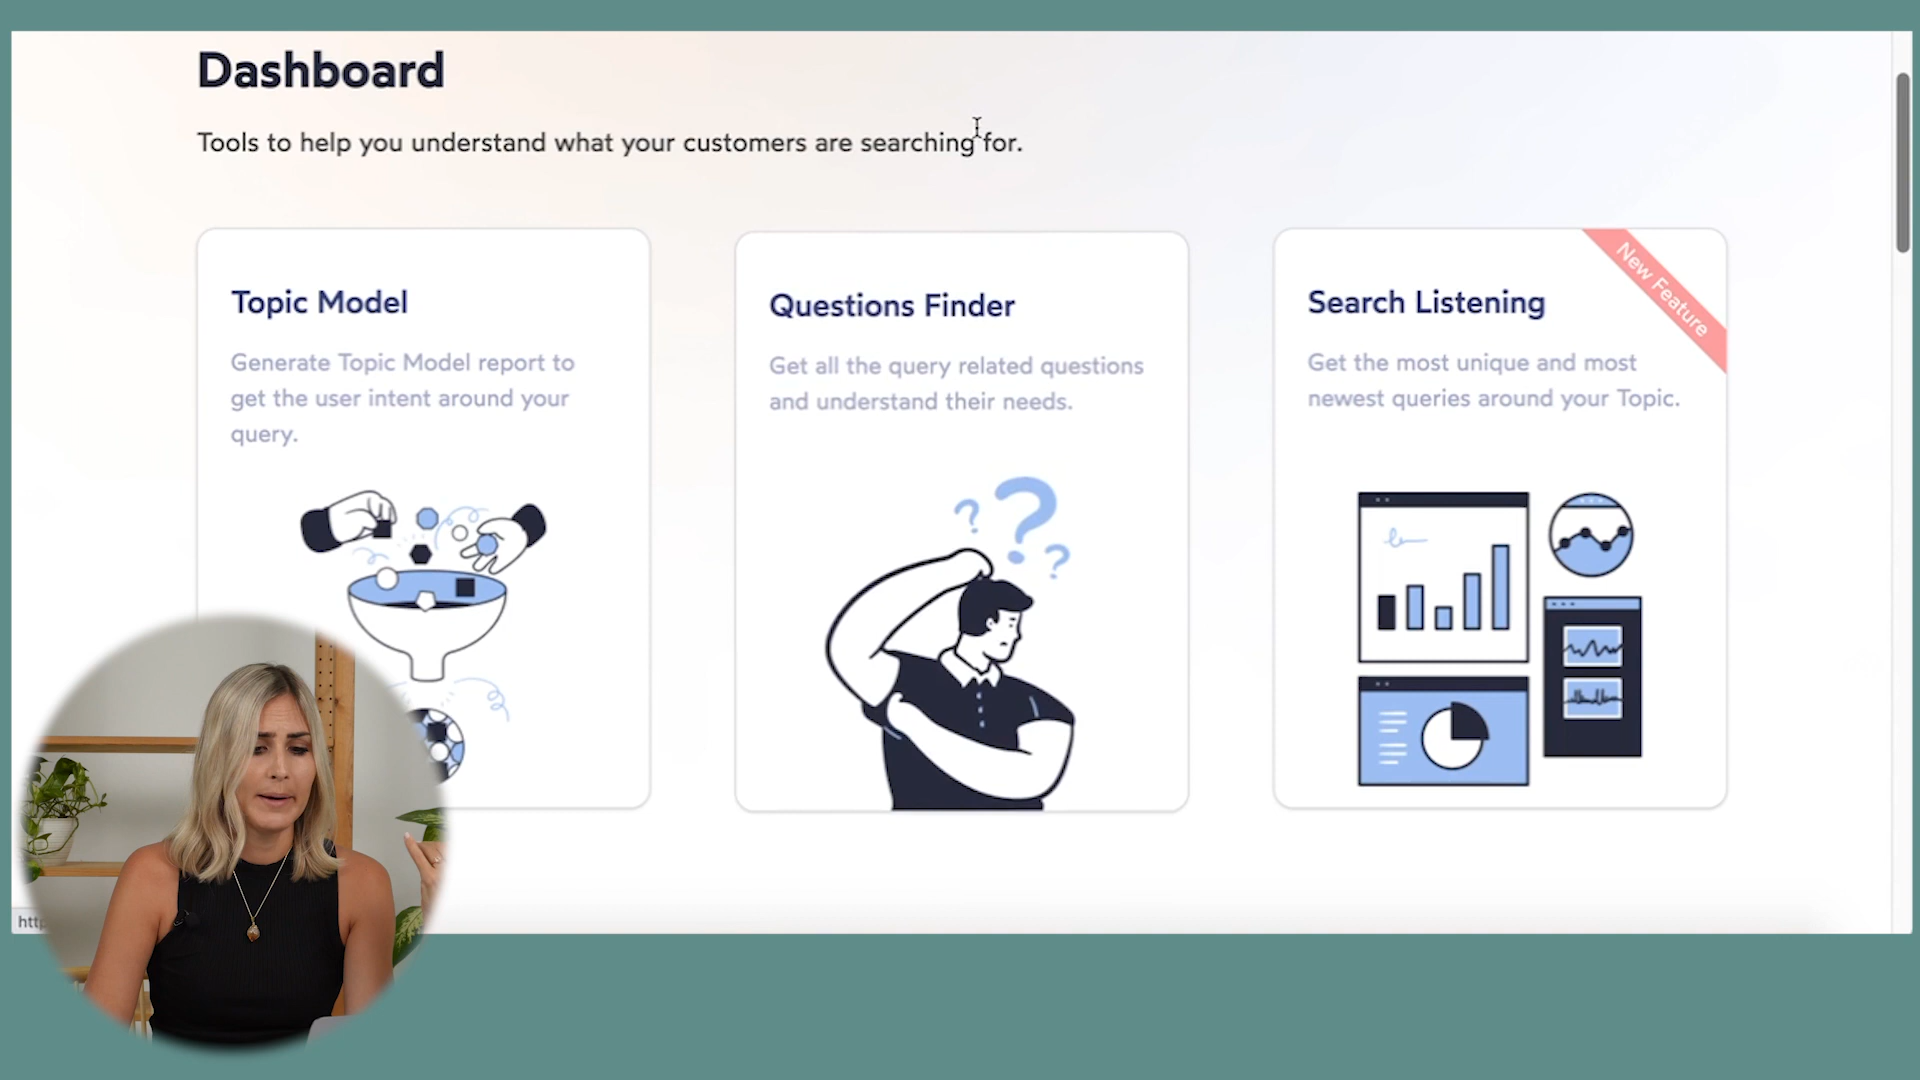 Dashboard
Tools to help you understand what your customers are searching for.
Topic Model
Generate Topic Model report to
get the user intent around your
query.
Questions Finder
Get all the query related questions
and understand their needs.
Search Listening
Get the most unique and most
newest queries around your Topic.
New Feature